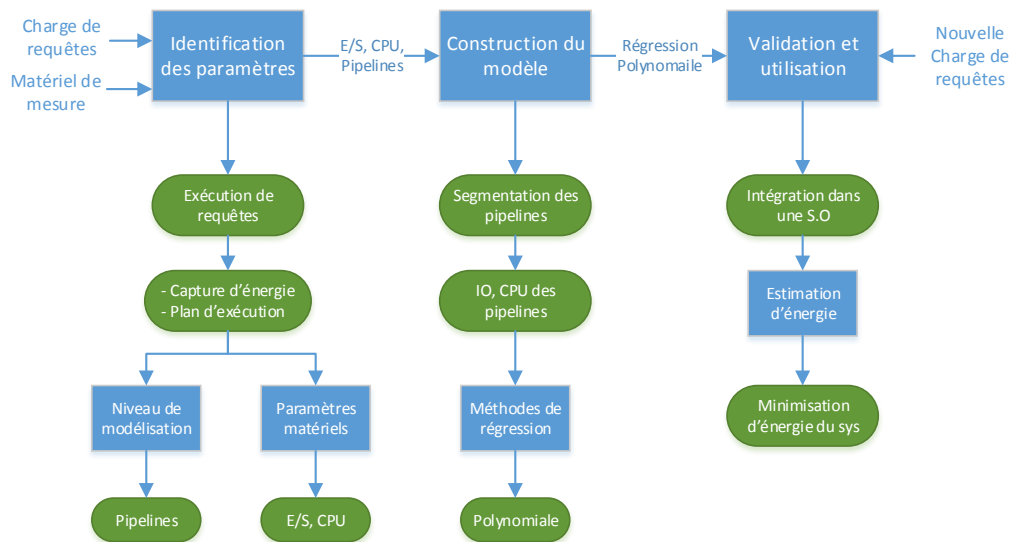 Charge de
requêtes
Matériel de
mesure
Identification
des paramètres
E/S, CPU,
Pipelines
Construction du
modèle
Régression
Polynomaile
Validation et
utilisation
Nouvelle
Charge de
requêtes
Exécution de
requêtes
Segmentation des
pipelines
Intégration dans
une S.O
- Capture d'énergie
- Plan d'exécution
IO, CPU des
pipelines
Estimation
d'énergie
Niveau de
modélisation
Paramètres
matériels
Méthodes de
régression
Minimisation
d'énergie du sys
Pipelines
E/S, CPU
Polynomiale